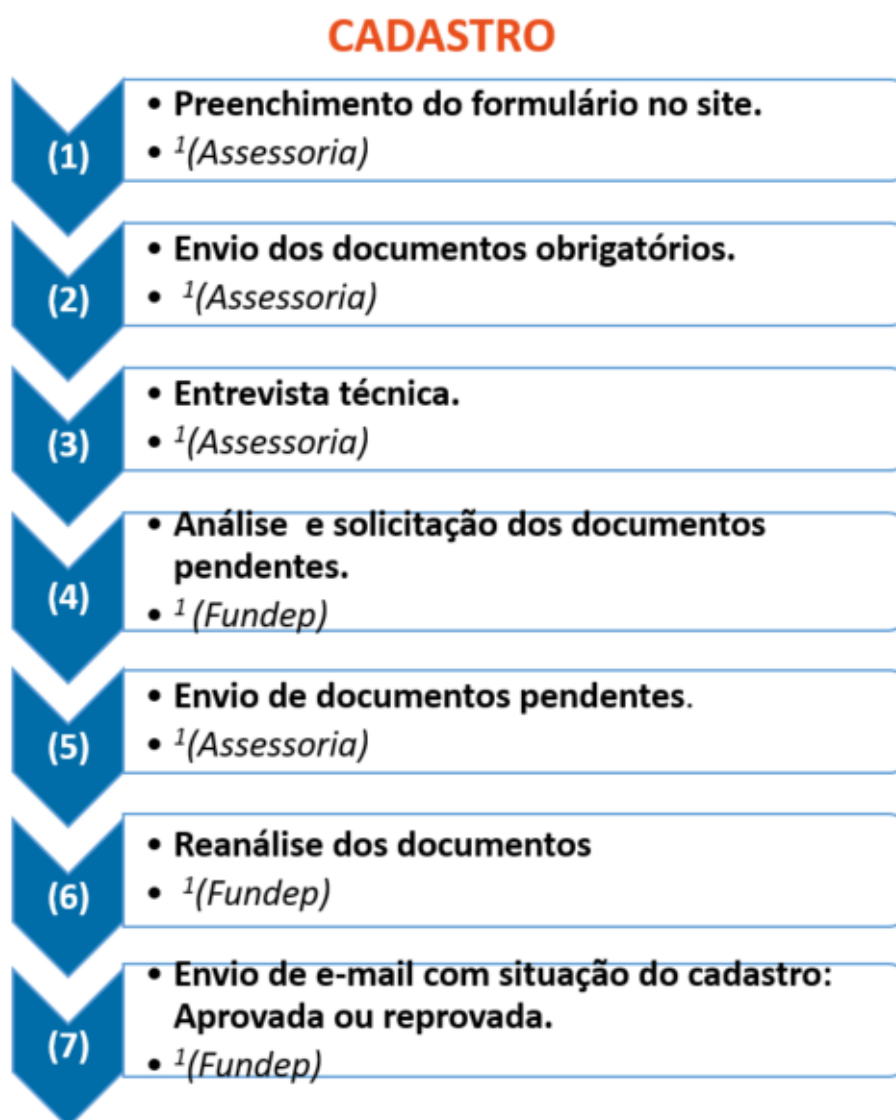 CADASTRO
(1)
• Preenchimento do formulário no site.
• ¹(Assessoria)
(2)
• Envio dos documentos obrigatórios.
• ¹(Assessoria)
(3)
• Entrevista técnica.
• ¹(Assessoria)
(4)
• Análise e solicitação dos documentos
pendentes.
• ¹ (Fundep)
(5)
• Envio de documentos pendentes.
• ¹(Assessoria)
(6)
• Reanálise dos documentos
• ¹(Fundep)
(7)
• Envio de e-mail com situação do cadastro:
Aprovada ou reprovada.
• ¹(Fundep)